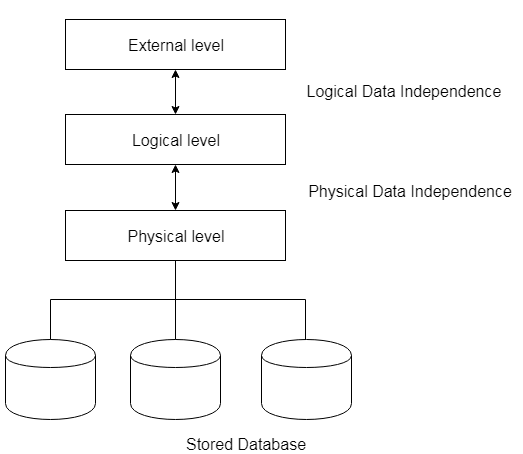 External level
Logical Data Independence
Logical level
Physical Data Independence
Physical level
Stored Database